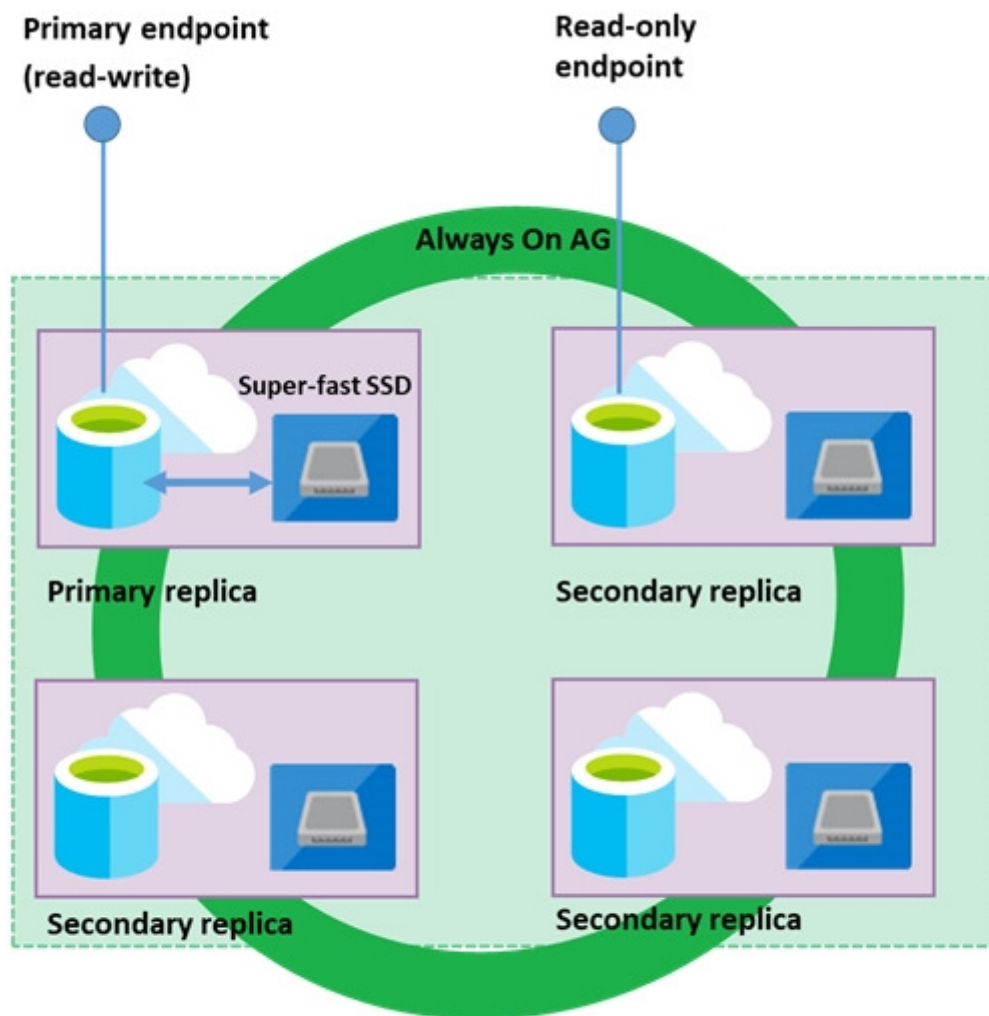 Primary endpoint
(read-write)
Read-only
endpoint
Always On AG
Super-fast SSD
Primary replica
Secondary replica
Secondary replica
Secondary replica